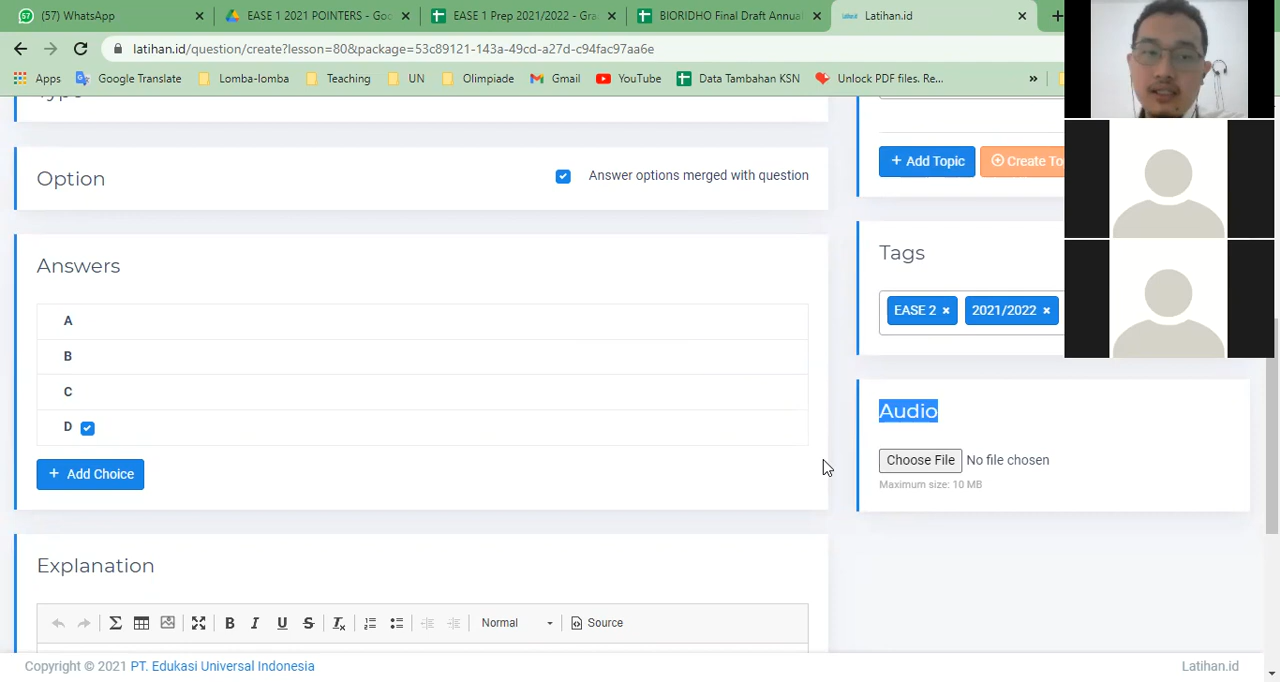 57
(57) WhatsApp
EASE 1 2021 POINTERS - Goo
EASE 1 Prep 2021/2022 - Gra
BIORIDHO Final Draft Annua
Latihan.id
latihan.id/question/create?lesson=80&package=53c89121-143a-49cd-a27d-c94fac97aa6e
Apps
Google Translate
Lomba-lomba
Teaching
UN
Olimpiade
Gmail
YouTube
Data Tambahan KSN
Unlock PDF files. Re...
»
+ Add Topic
Create To
Option
Answer options merged with question
Answers
A
B
C
D
+ Add Choice
Tags
EASE 2 ×
2021/2022 ×
Audio
Choose File No file chosen
Maximum size: 10 MB
Explanation
Normal
Source
Copyright © 2021 PT. Edukasi Universal Indonesia
Latihan.id